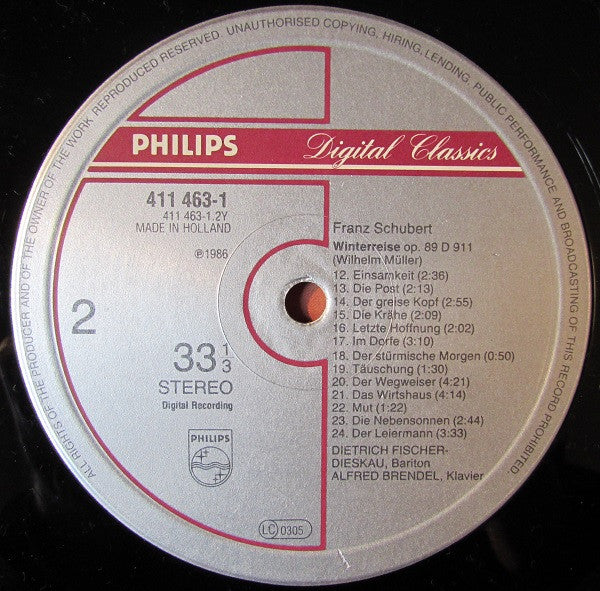 ALL RIGHTS OF THE PRODUCER AND OF THE OWNER OF THE WORK REPRODUCED RESERVED. UNAUTHORISED COPYING, HIRING, LENDING, PUBLIC PERFORMANCE AND BROADCASTING OF THIS RECORD PROHIBITED.
PHILIPS Digital Classics
411 463-1
411 463-1.2Y
MADE IN HOLLAND
℗1986
2
33 1/3
STEREO
Digital Recording
PHILIPS
Franz Schubert
Winterreise op. 89 D 911
(Wilhelm Müller)
12. Einsamkeit (2:36)
13. Die Post (2:13)
14. Der greise Kopf (2:55)
15. Die Krähe (2:09)
16. Letzte Hoffnung (2:02)
17. Im Dorfe (3:10)
18. Der stürmische Morgen (0:50)
19. Täuschung (1:30)
20. Der Wegweiser (4:21)
21. Das Wirtshaus (4:14)
22. Mut (1:22)
23. Die Nebensonnen (2:44)
24. Der Leiermann (3:33)
DIETRICH FISCHER-
DIESKAU, Bariton
ALFRED BRENDEL, Klavier
LC 0305